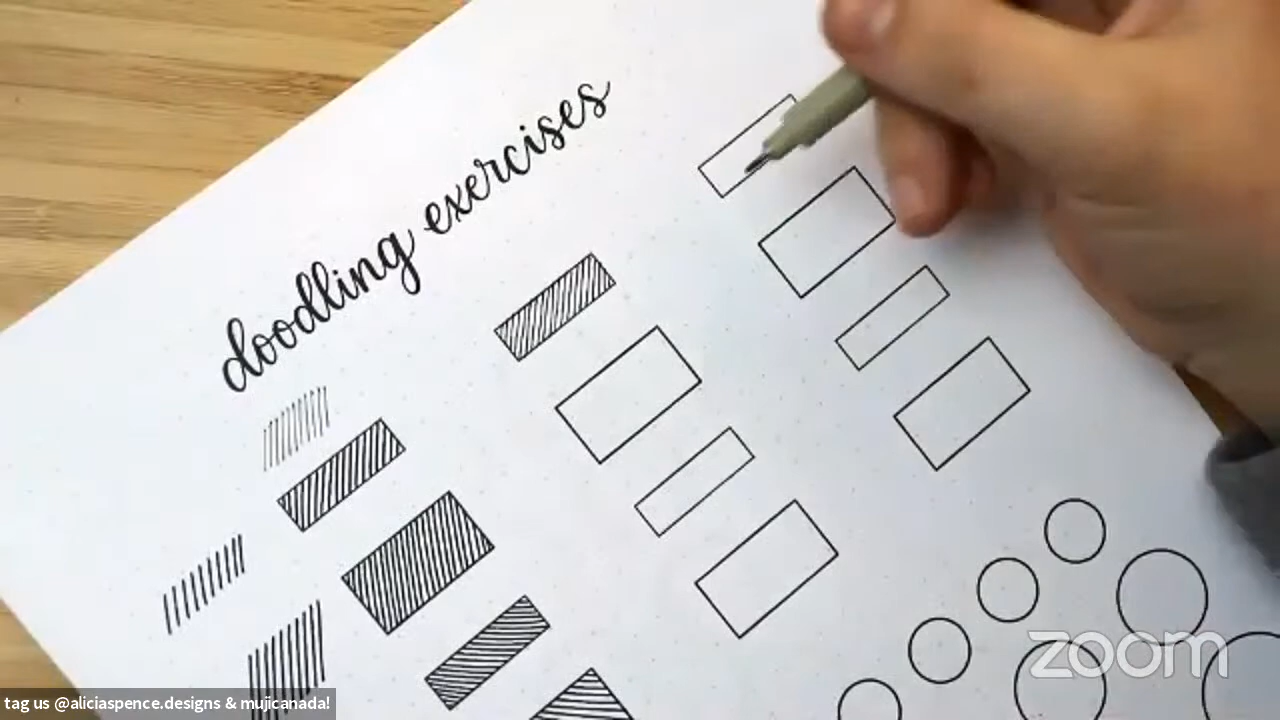 doodling exercises
zoom
tag us @aliciaspence.designs & mujicanada!